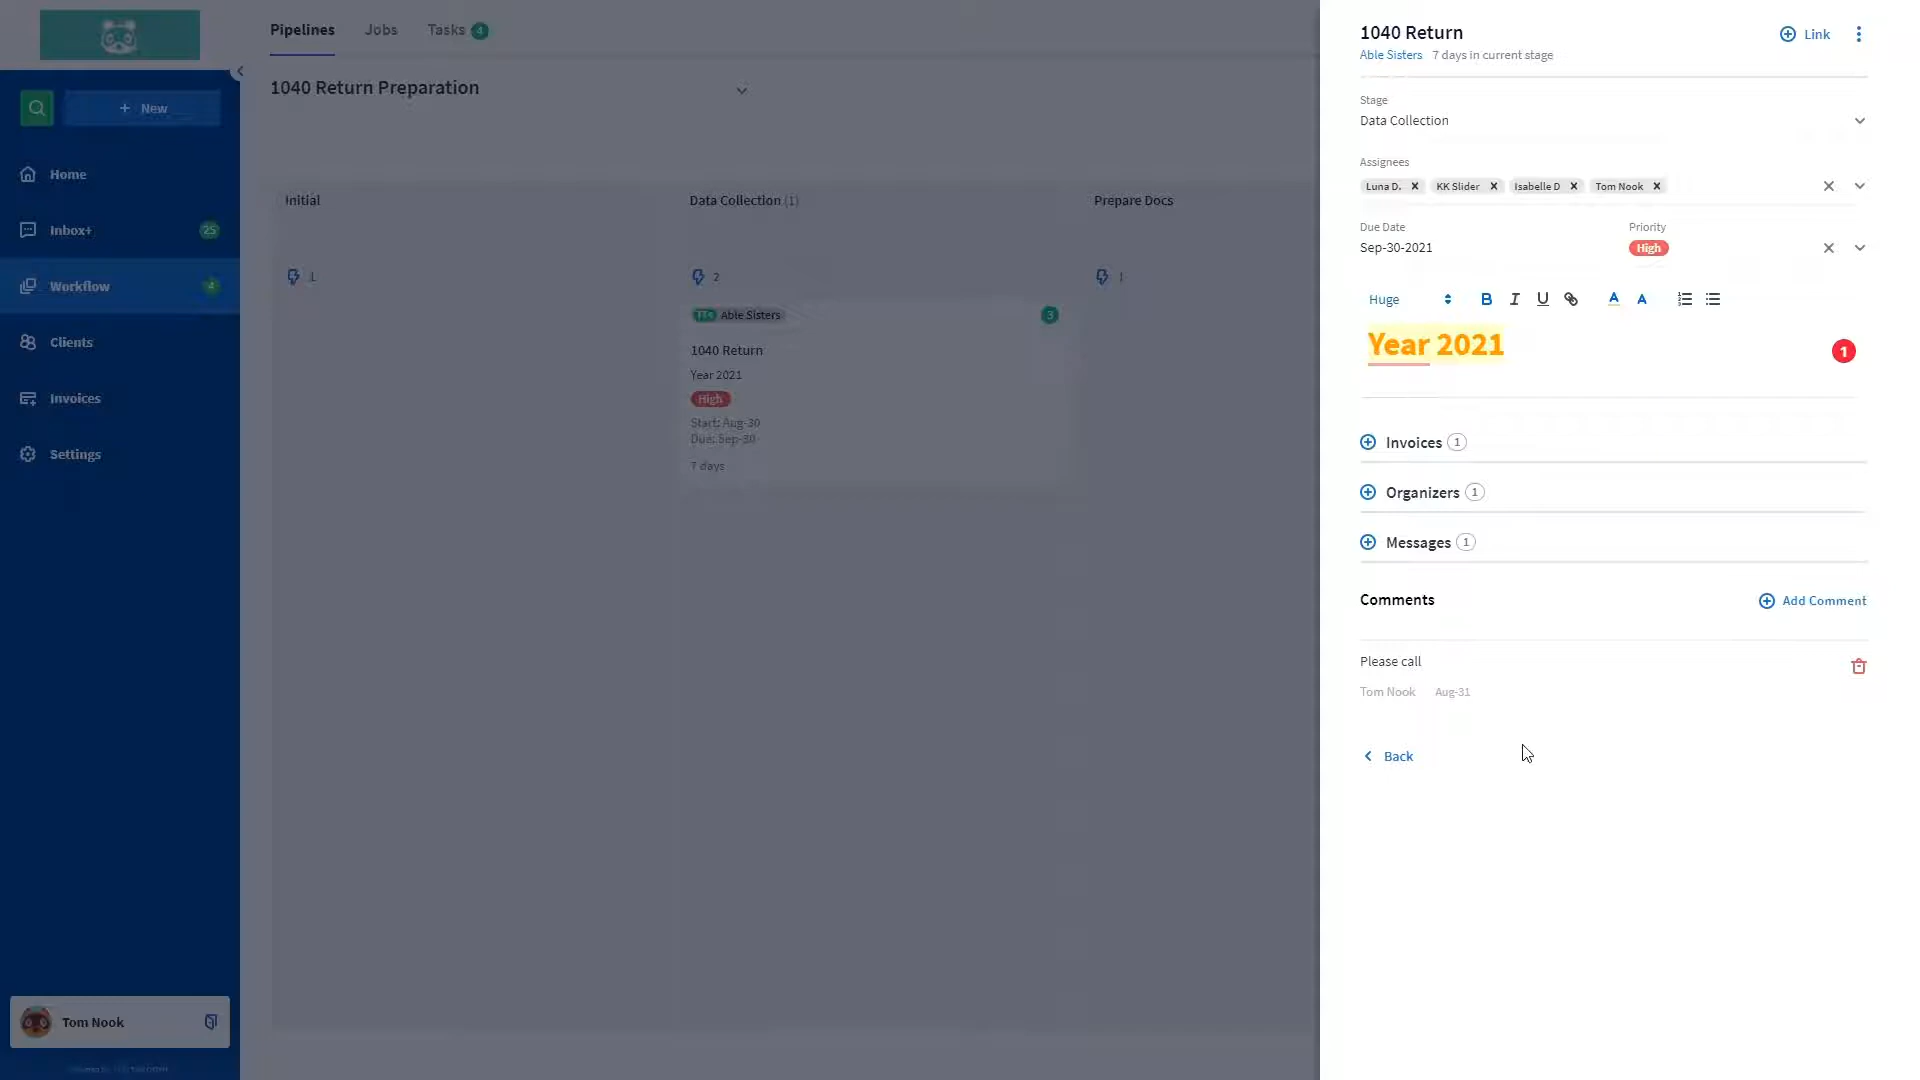 Pipelines
Jobs
Tasks 4
1040 Return Preparation
New
Home
Inbox+ 25
Workflow 4
Clients
Invoices
Settings
Tom Nook
Initial
Data Collection (1)
Prepare Docs
1
2
1
Able Sisters
3
1040 Return
Year 2021
High
Start: Aug-30
Due: Sep-30
7 days
1040 Return
Link
Able Sisters 7 days in current stage
Stage
Data Collection
Assignees
Luna D. KK Slider Isabelle D Tom Nook
Due Date
Priority
Sep-30-2021
High
Huge
B I U A A
Year 2021
1
Invoices 1
Organizers 1
Messages 1
Comments
Add Comment
Please call
Tom Nook Aug-31
Back